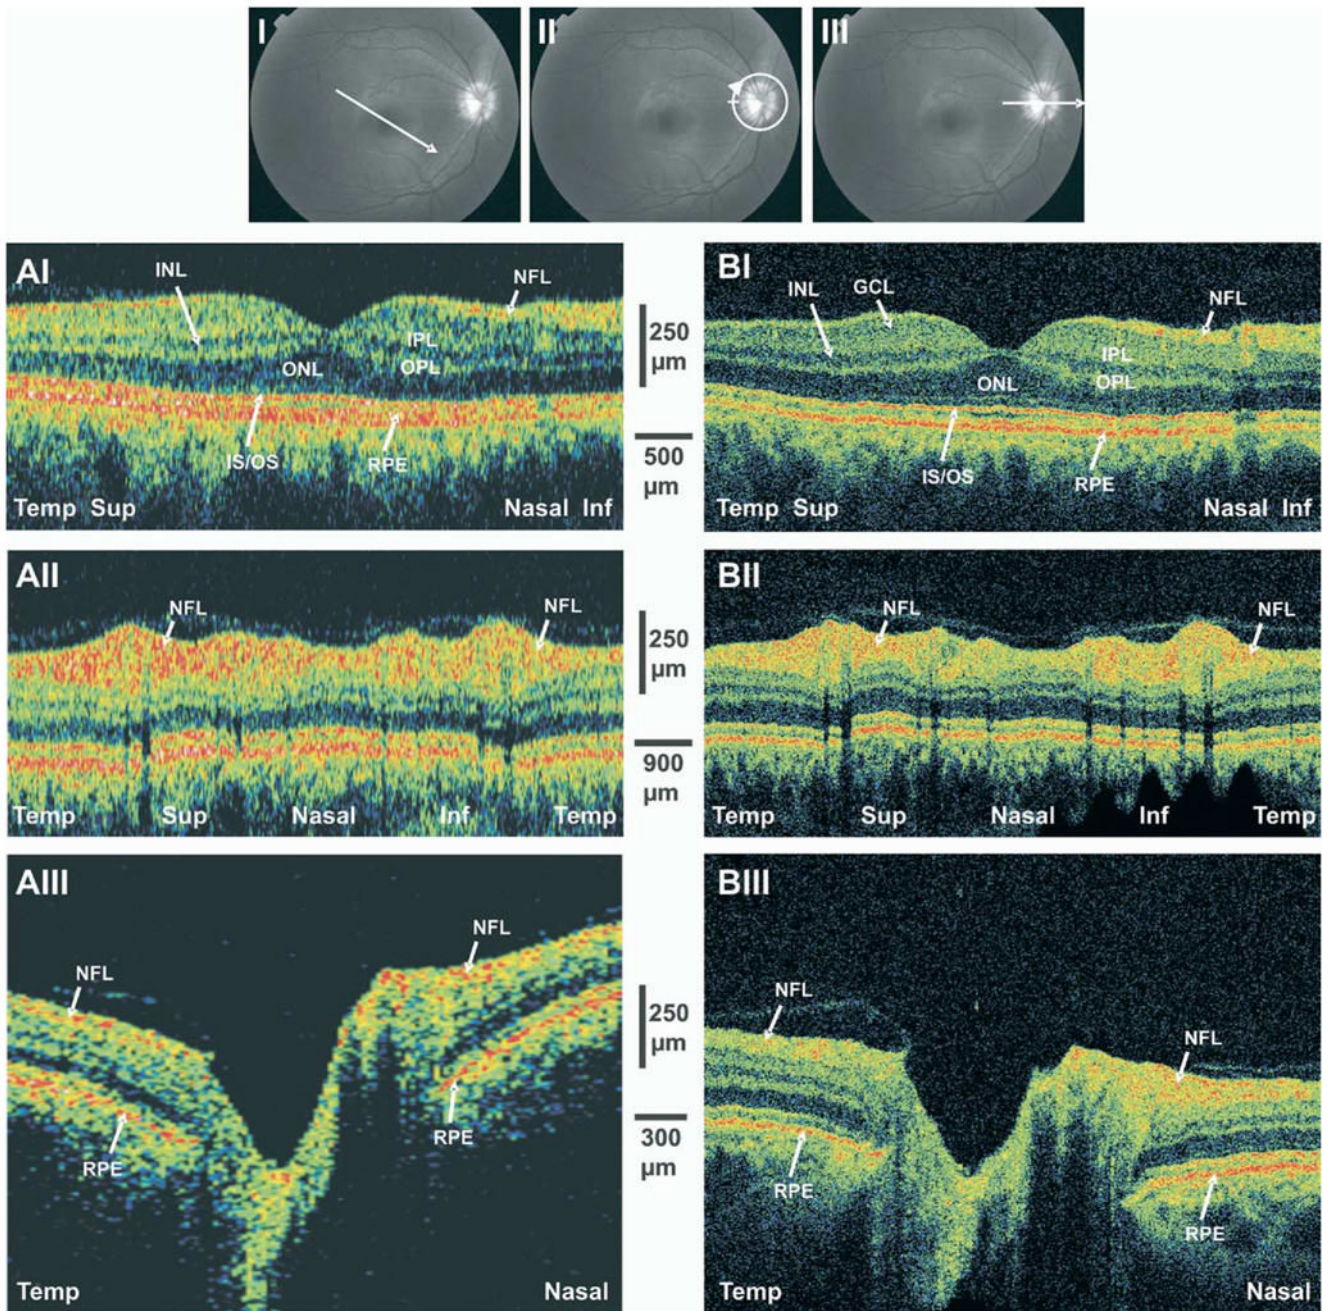 I II III
AI
INL NFL
IPL
ONL OPL
IS/OS RPE
Temp Sup Nasal Inf
250
µm
500
µm
BI
INL GCL NFL
IPL
ONL OPL
IS/OS RPE
Temp Sup Nasal Inf
AII
NFL NFL
Temp Sup Nasal Inf Temp
250
µm
900
µm
BII
NFL NFL
Temp Sup Nasal Inf Temp
AIII
NFL
NFL
RPE
RPE
Temp Nasal
250
µm
300
µm
BIII
NFL
NFL
RPE
RPE
Temp Nasal